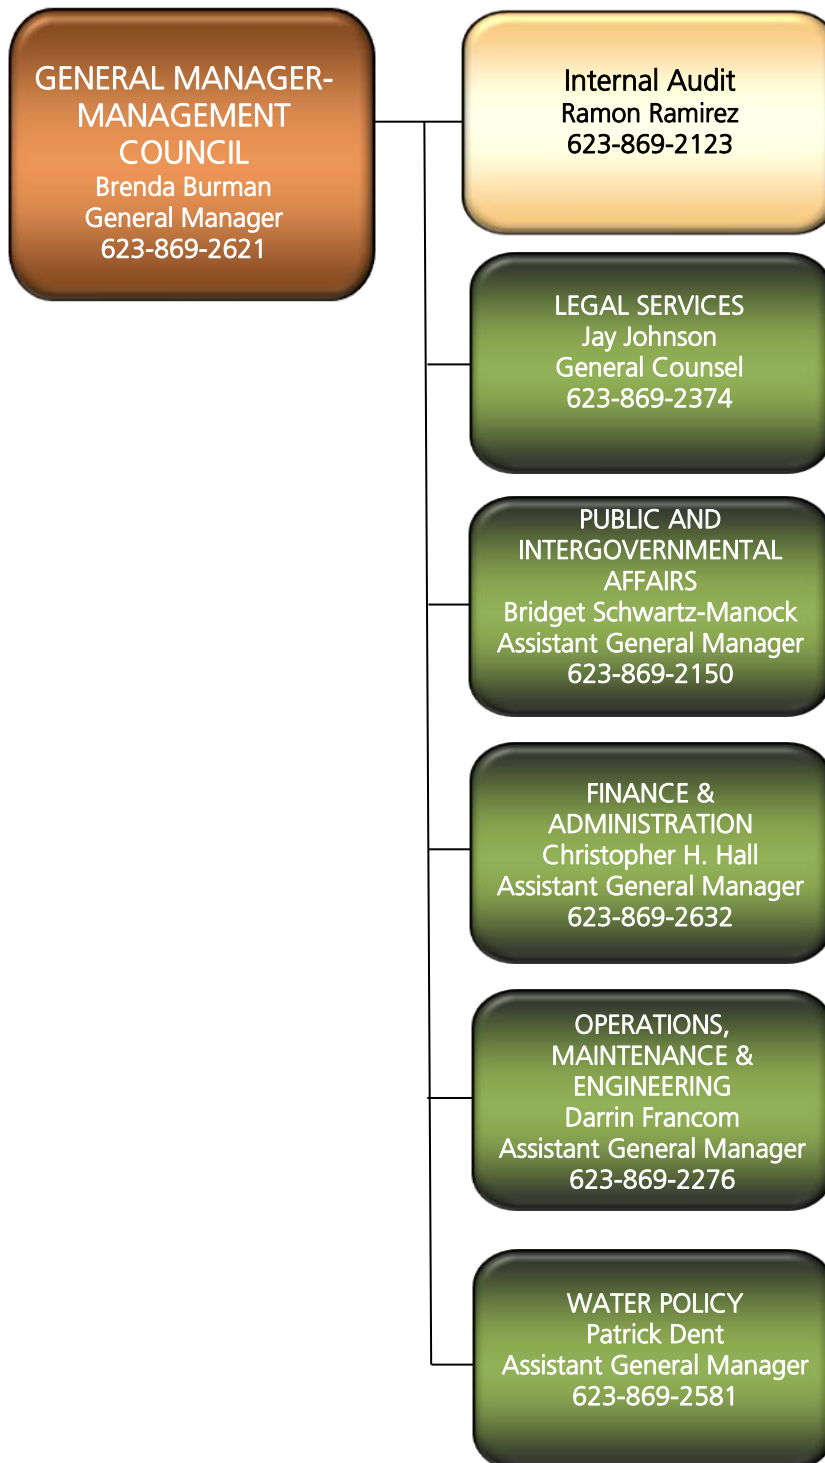 GENERAL MANAGER-
MANAGEMENT
COUNCIL
Brenda Burman
General Manager
623-869-2621
Internal Audit
Ramon Ramirez
623-869-2123
LEGAL SERVICES
Jay Johnson
General Counsel
623-869-2374
PUBLIC AND
INTERGOVERNMENTAL
AFFAIRS
Bridget Schwartz-Manock
Assistant General Manager
623-869-2150
FINANCE &
ADMINISTRATION
Christopher H. Hall
Assistant General Manager
623-869-2632
OPERATIONS,
MAINTENANCE &
ENGINEERING
Darrin Francom
Assistant General Manager
623-869-2276
WATER POLICY
Patrick Dent
Assistant General Manager
623-869-2581